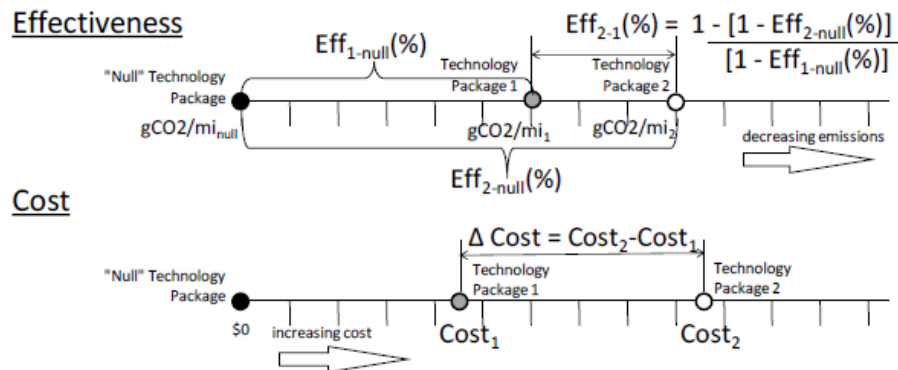 Effectiveness
Eff2-1(%) = 1 - [1 - Eff2-null(%)]
[1 - Eff1-null(%)]
Eff1-null(%)
"Null" Technology
Package
Technology
Package 1
Technology
Package 2
gCO2/minull
gCO2/mi1
gCO2/mi2
decreasing emissions
Eff2-null(%)
Cost
Δ Cost = Cost2-Cost1
"Null" Technology
Package
Technology
Package 1
Technology
Package 2
$0
increasing cost
Cost1
Cost2